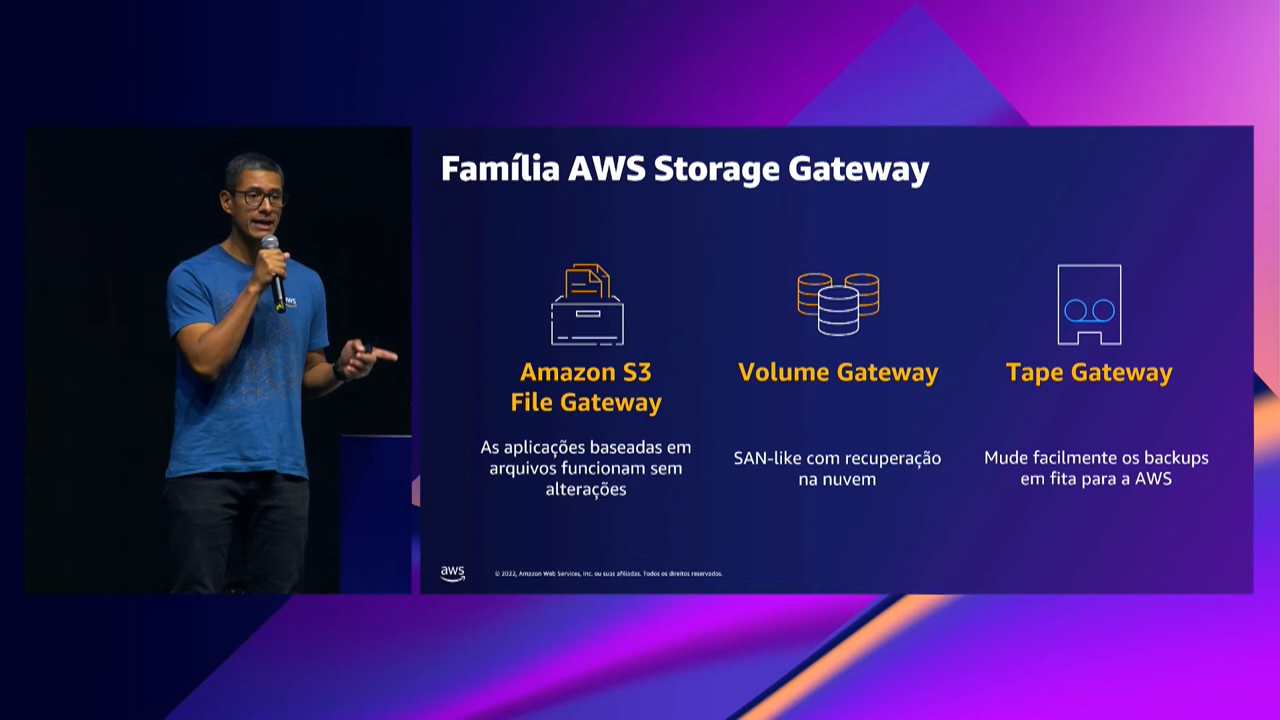 Família AWS Storage Gateway
Amazon S3
File Gateway
As aplicações baseadas em
arquivos funcionam sem
alterações
Volume Gateway
SAN-like com recuperação
na nuvem
Tape Gateway
Mude facilmente os backups
em fita para a AWS
aws
© 2022, Amazon Web Services, Inc. ou suas afiliadas. Todos os direitos reservados.
aws